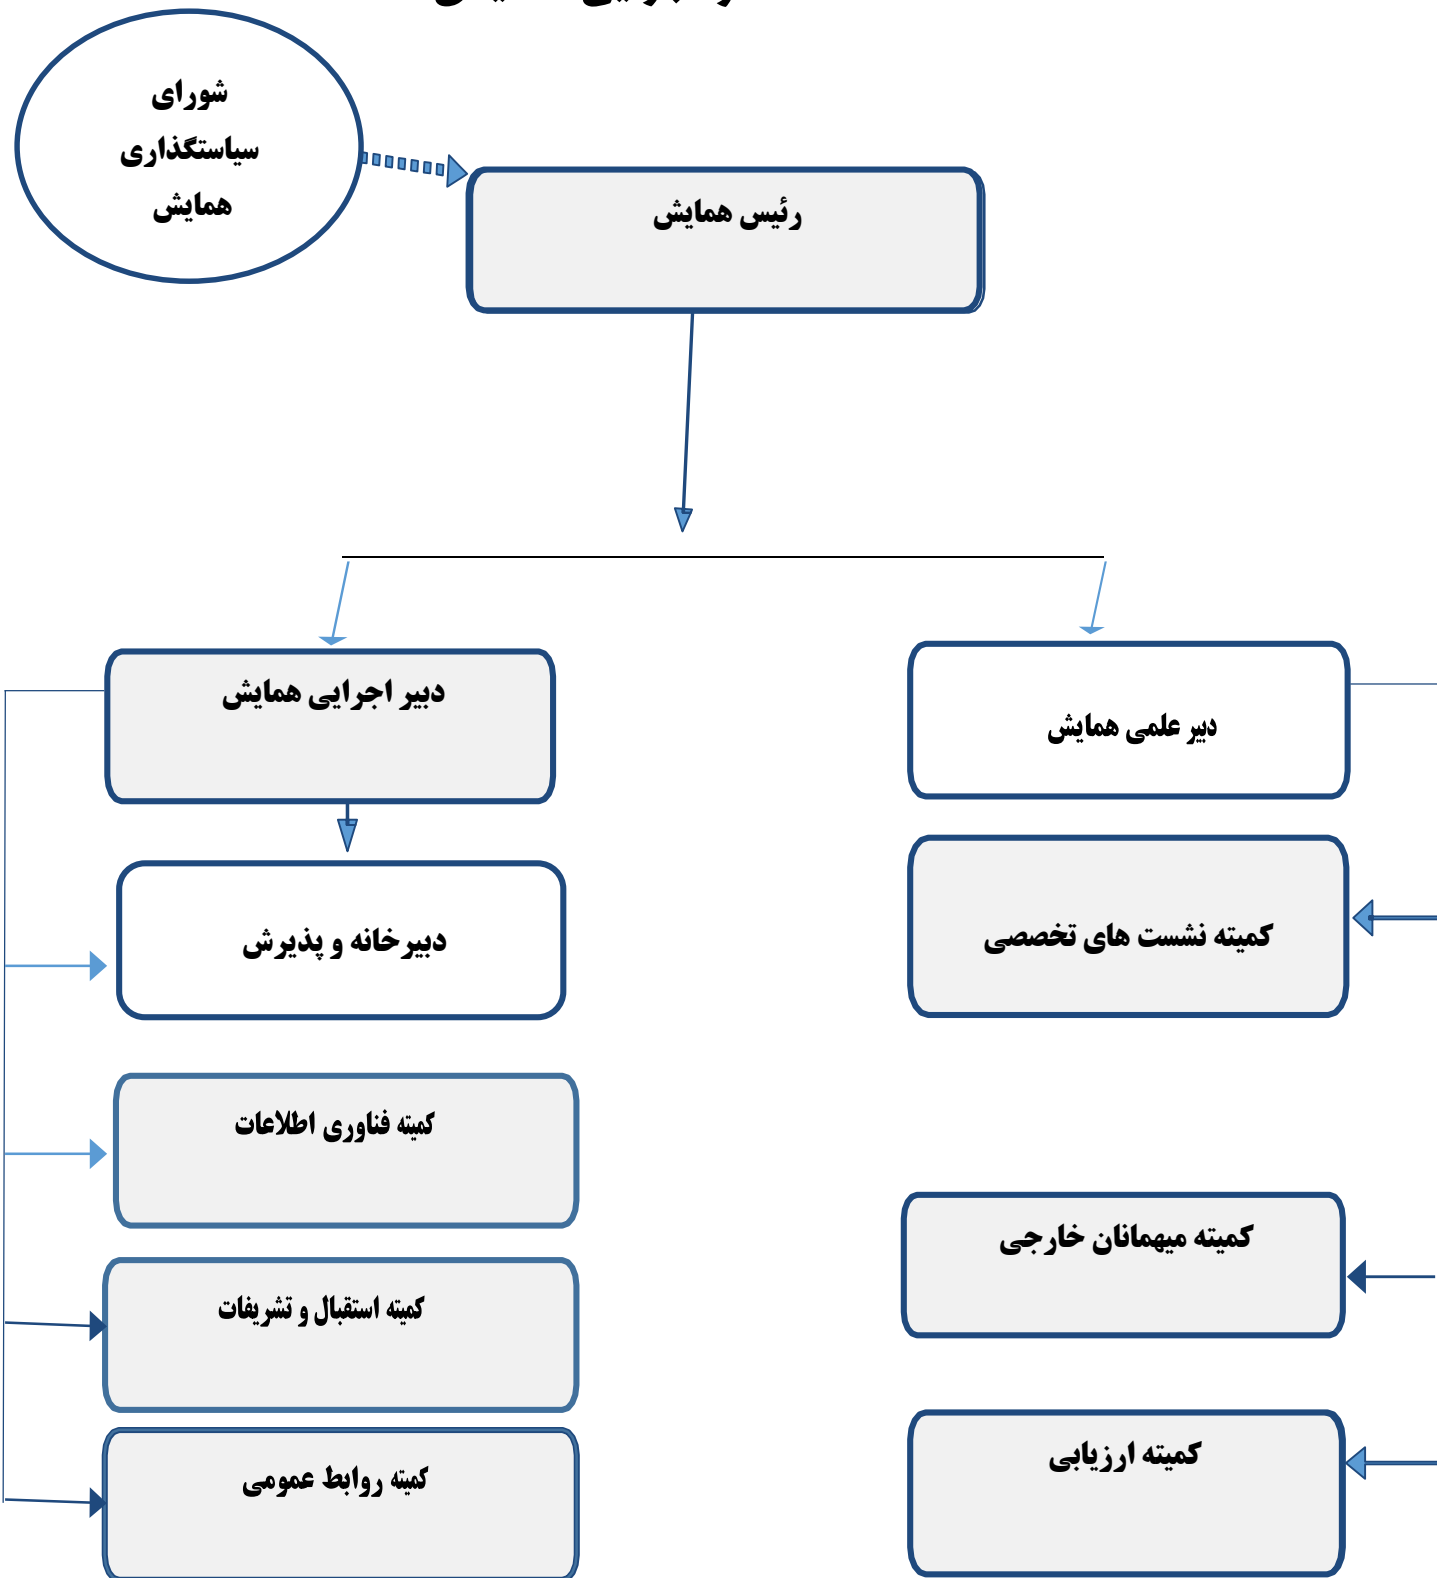 شورای
سیاستگذاری
همایش
رئیس همایش
دبیر علمی همایش
دبیر اجرایی همایش
کمیته نشست های تخصصی
دبیرخانه و پذیرش
کمیته فناوری اطلاعات
کمیته میهمانان خارجی
کمیته استقبال و تشریفات
کمیته ارزیابی
کمیته روابط عمومی